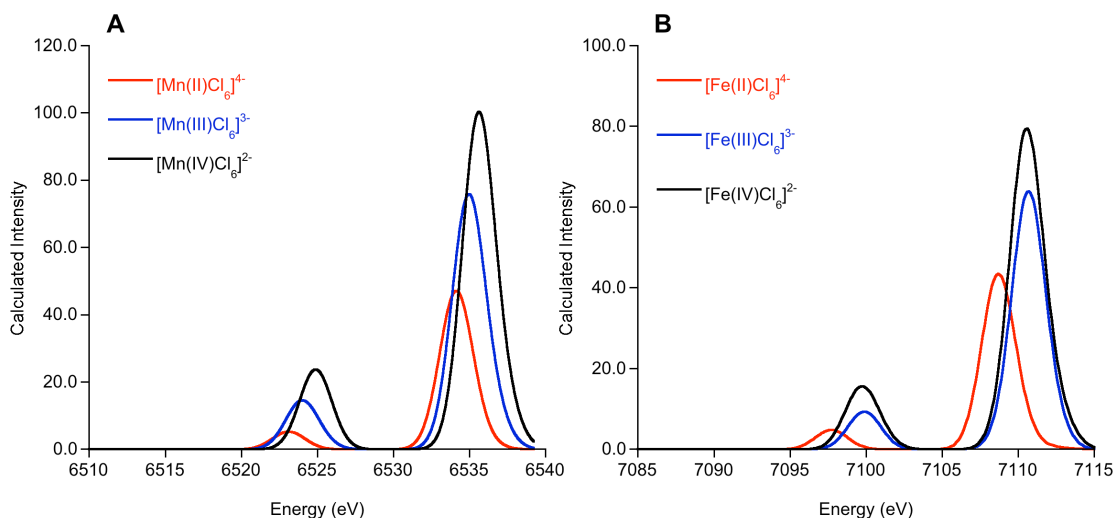 A
Calculated Intensity
120.0
100.0
80.0
60.0
40.0
20.0
0.0
[Mn(II)Cl6]4-
[Mn(III)Cl6]3-
[Mn(IV)Cl6]2-
6510 6515 6520 6525 6530 6535 6540
Energy (eV)
B
Calculated Intensity
100.0
80.0
60.0
40.0
20.0
0.0
[Fe(II)Cl6]4-
[Fe(III)Cl6]3-
[Fe(IV)Cl6]2-
7085 7090 7095 7100 7105 7110 7115
Energy (eV)